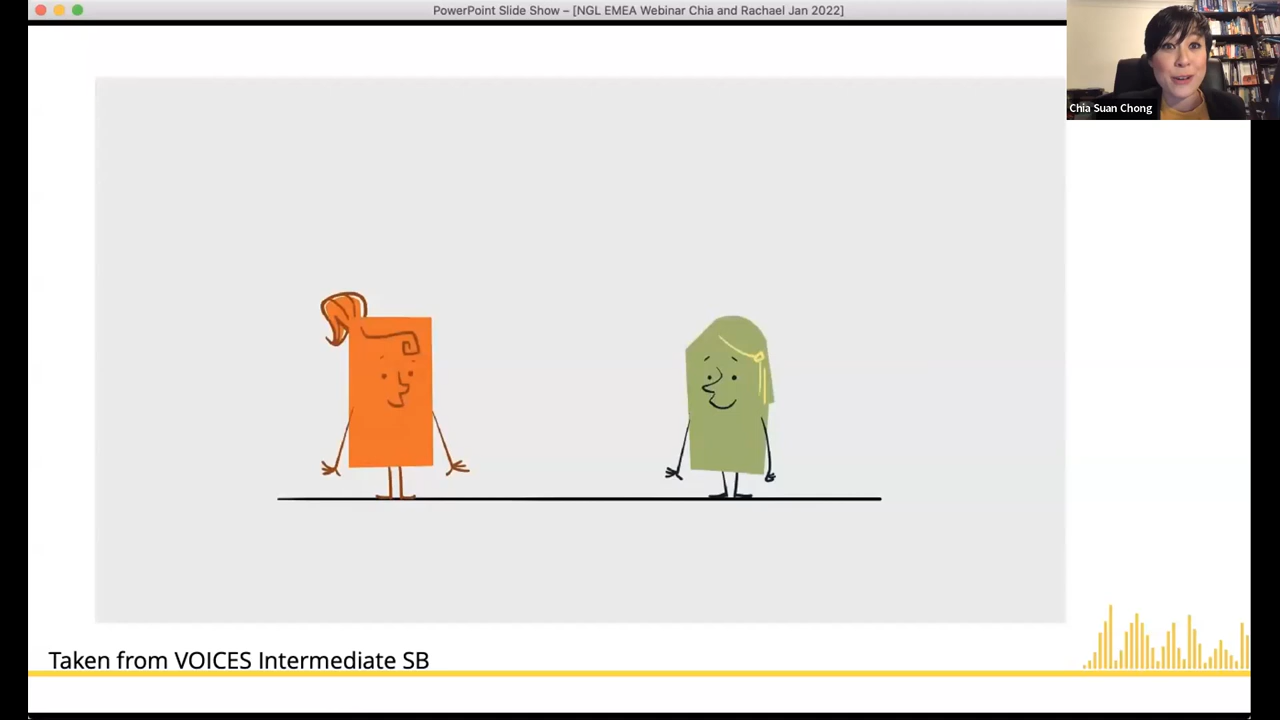 PowerPoint Slide Show – [NGL EMEA Webinar Chia and Rachael Jan 2022]
Chia Suan Chong
Taken from VOICES Intermediate SB